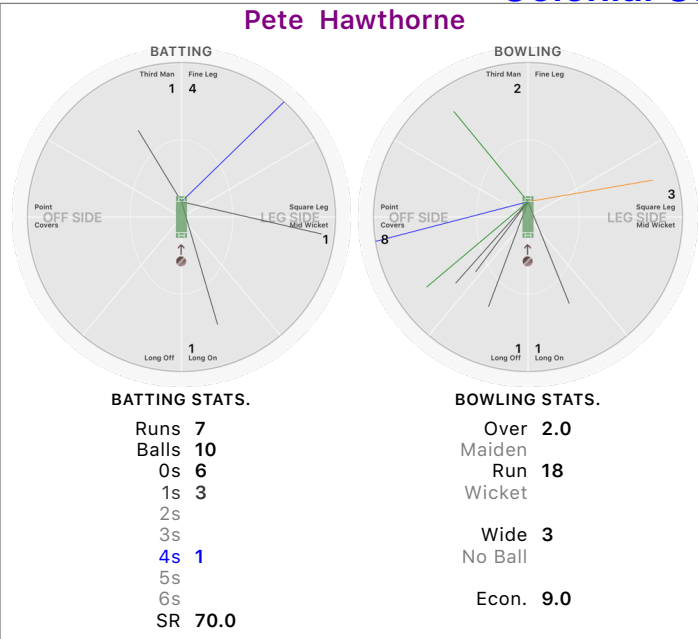 Pete Hawthorne
BATTING
Third Man
Fine Leg
1
4
Point
Covers
OFF SIDE
Square Leg
LEG SIDE
Mid Wicket
1
1
Long Off
Long On
BOWLING
Third Man
Fine Leg
2
3
Point
Covers
OFF SIDE
8
Square Leg
LEG SIDE
Mid Wicket
1
1
Long Off
Long On
BATTING STATS.
Runs 7
Balls 10
0s 6
1s 3
2s
3s
4s 1
5s
6s
SR 70.0
BOWLING STATS.
Over 2.0
Maiden
Run 18
Wicket
Wide 3
No Ball
Econ. 9.0